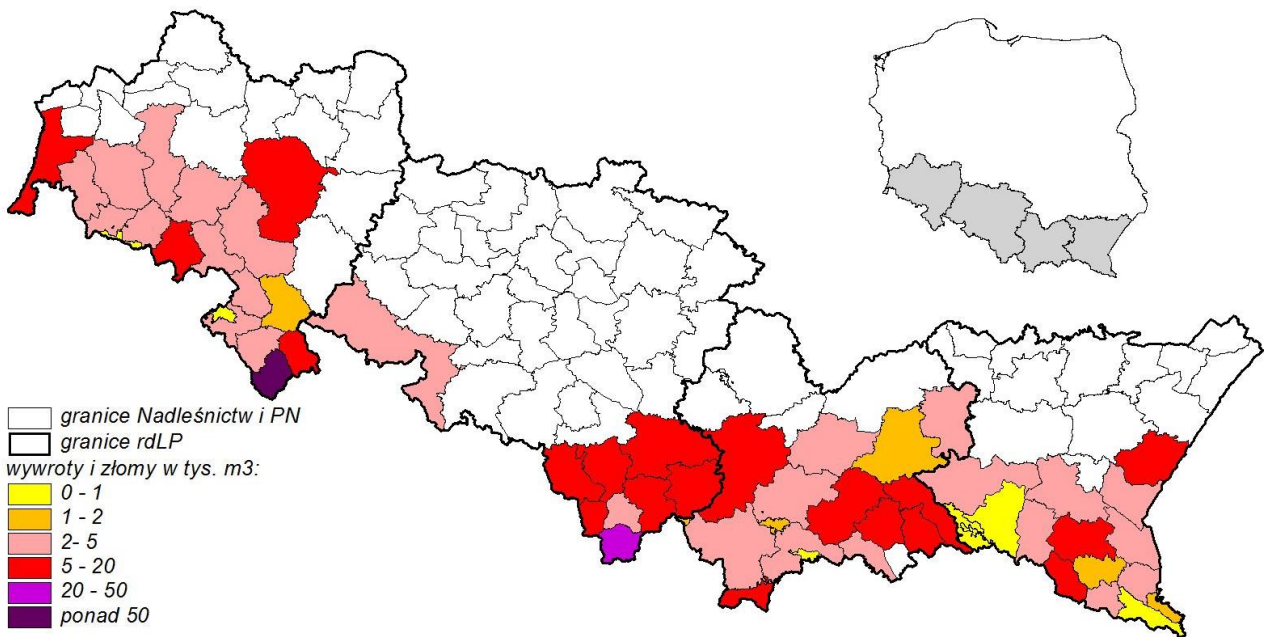 granice Nadleśnictw i PN
granice rdLP
wywroty i złomy w tys. m3:
0 - 1
1 - 2
2- 5
5 - 20
20 - 50
ponad 50